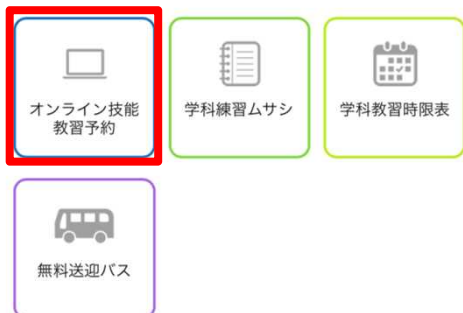 オンライン技能
教習予約
学科練習ムサシ
学科教習時限表
無料送迎バス